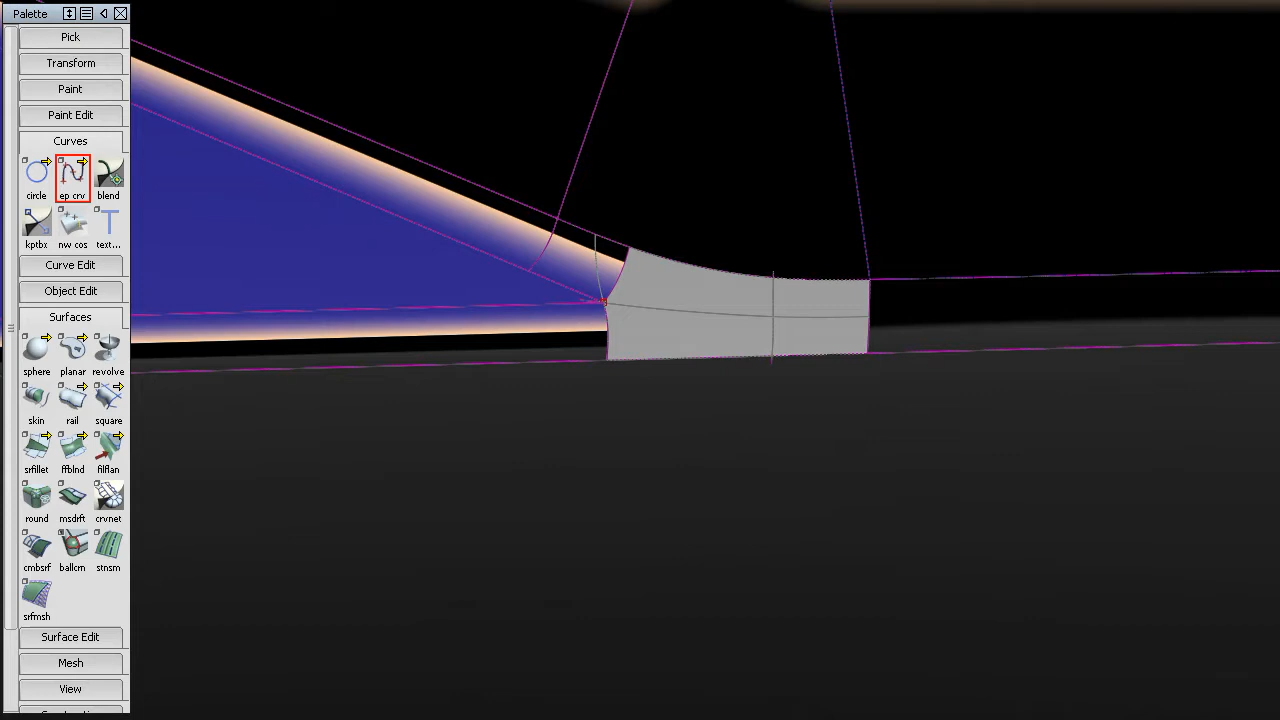 Palette
Pick
Transform
Paint
Paint Edit
Curves
circle ep crv blend
kptbx nw cos text...
Curve Edit
Object Edit
Surfaces
sphere planar revolve
skin rail square
srfillet ffblnd filflan
round msdrft crvnet
cmbsrf ballcrn stnsrn
srfmsh
Surface Edit
Mesh
View